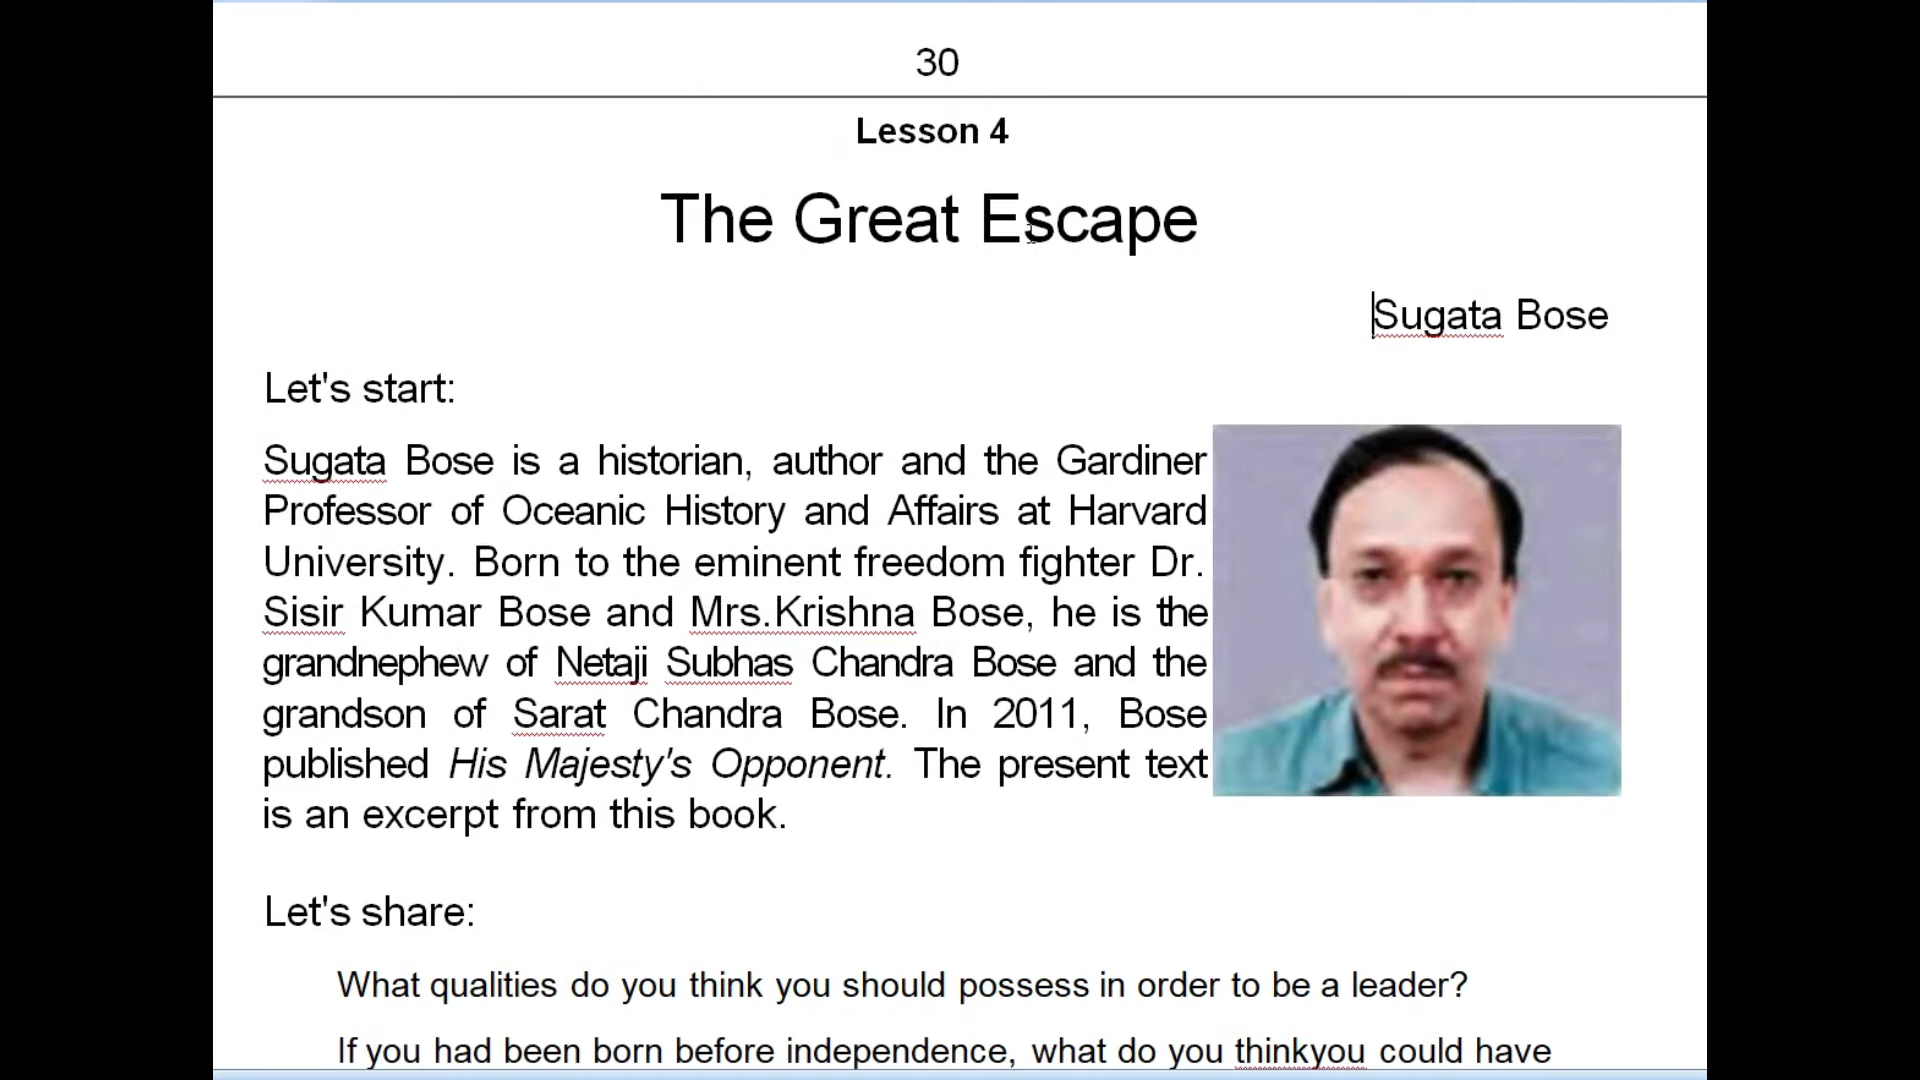 30
Lesson 4
The Great Escape
Sugata Bose
Let's start:
Sugata Bose is a historian, author and the Gardiner
Professor of Oceanic History and Affairs at Harvard
University. Born to the eminent freedom fighter Dr.
Sisir Kumar Bose and Mrs.Krishna Bose, he is the
grandnephew of Netaji Subhas Chandra Bose and the
grandson of Sarat Chandra Bose. In 2011, Bose
published His Majesty's Opponent. The present text
is an excerpt from this book.
Let's share:
What qualities do you think you should possess in order to be a leader?
If you had been born before independence, what do you thinkyou could have